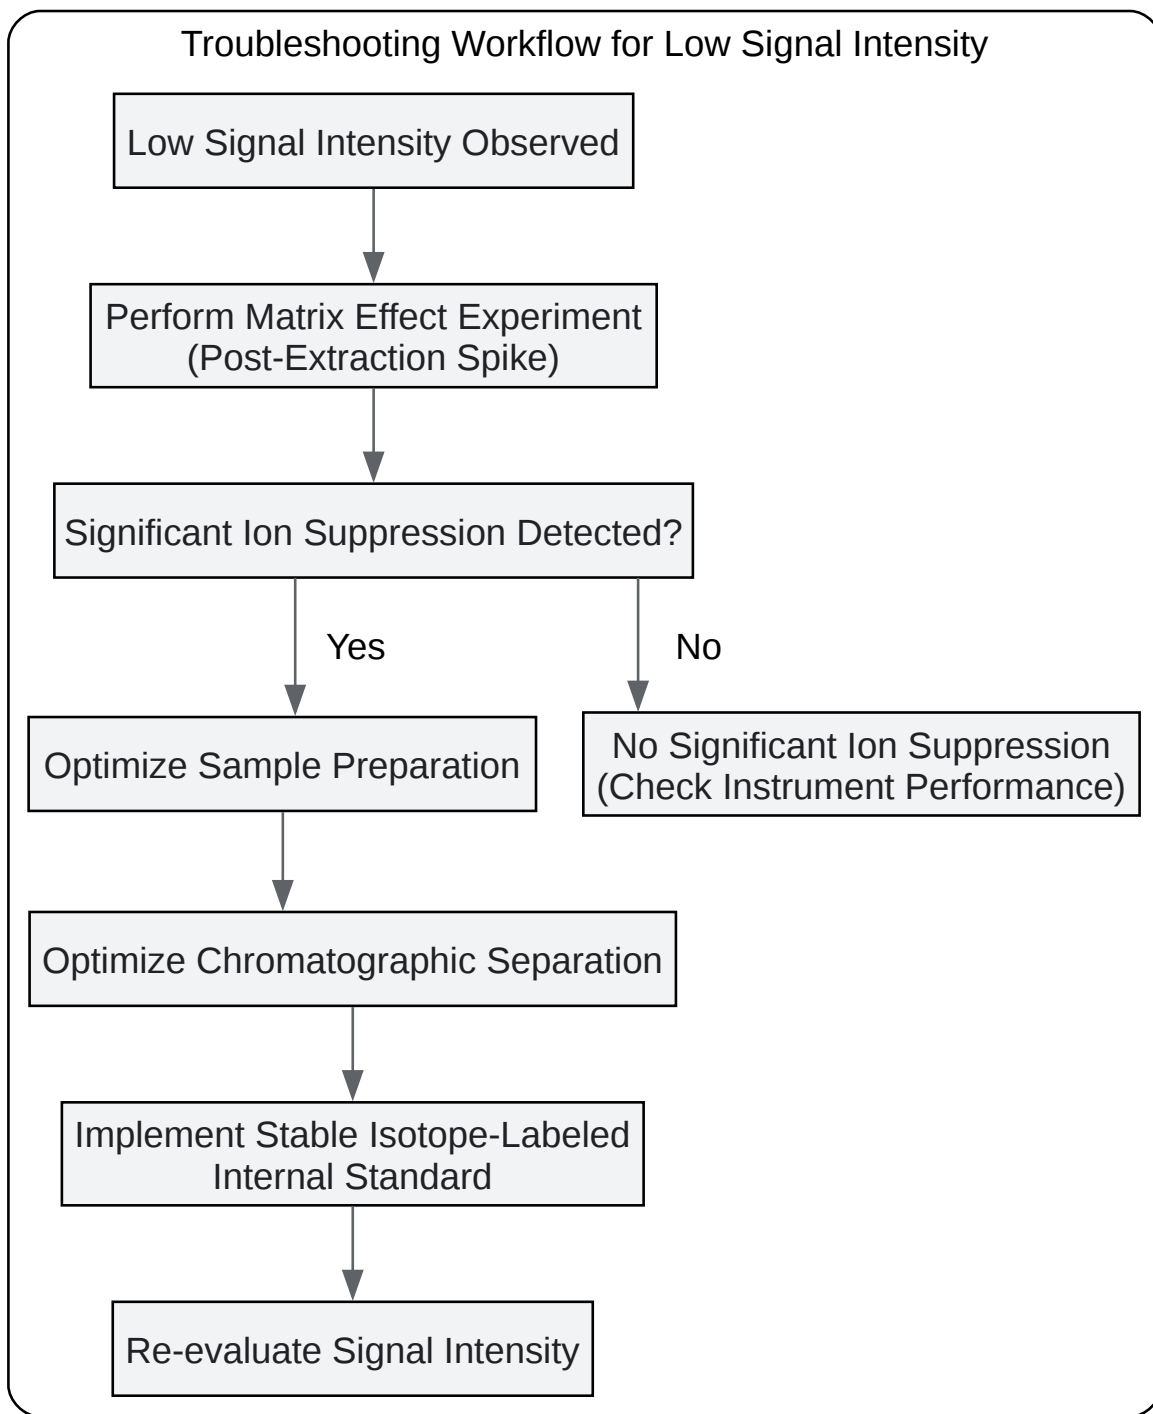 Troubleshooting Workflow for Low Signal Intensity
Low Signal Intensity Observed
Perform Matrix Effect Experiment
(Post-Extraction Spike)
Significant Ion Suppression Detected?
Yes
No
Optimize Sample Preparation
No Significant Ion Suppression
(Check Instrument Performance)
Optimize Chromatographic Separation
Implement Stable Isotope-Labeled
Internal Standard
Re-evaluate Signal Intensity